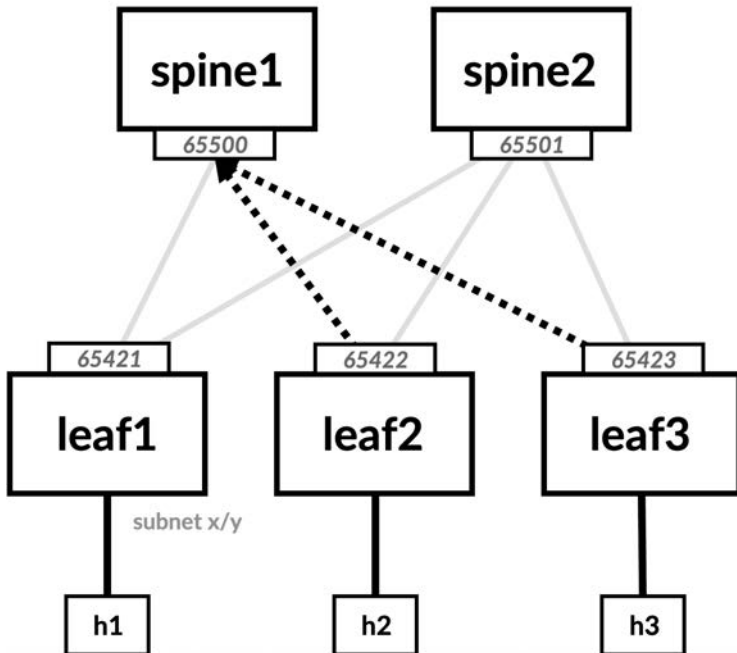 spine1
spine2
65500
65501
65421
65422
65423
leaf1
leaf2
leaf3
subnet x/y
h1
h2
h3